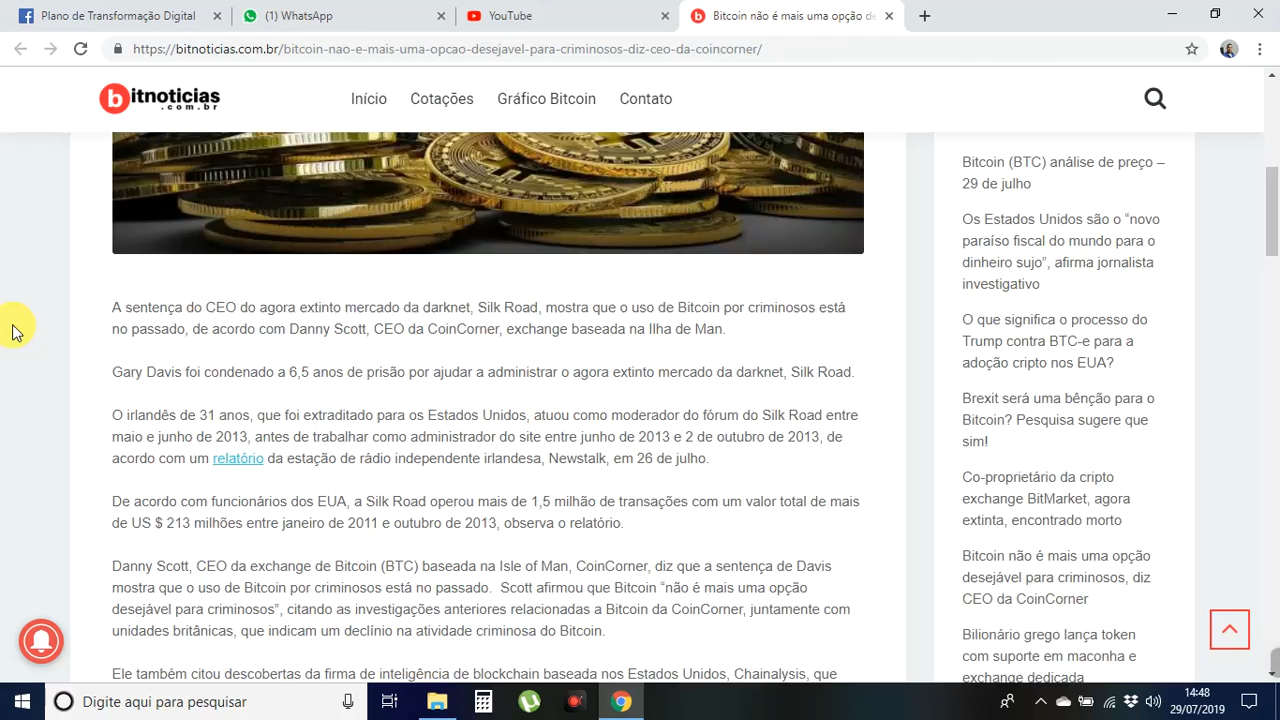 Plano de Transformação Digital
(1) WhatsApp
YouTube
Bitcoin não é mais uma opção de
https://bitnoticias.com.br/bitcoin-nao-e-mais-uma-opcao-desejavel-para-criminosos-diz-ceo-da-coincorner/
bitnoticias
.com.br
Início
Cotações
Gráfico Bitcoin
Contato
A sentença do CEO do agora extinto mercado da darknet, Silk Road, mostra que o uso de Bitcoin por criminosos está
no passado, de acordo com Danny Scott, CEO da CoinCorner, exchange baseada na Ilha de Man.
Gary Davis foi condenado a 6,5 anos de prisão por ajudar a administrar o agora extinto mercado da darknet, Silk Road.
O irlandês de 31 anos, que foi extraditado para os Estados Unidos, atuou como moderador do fórum do Silk Road entre
maio e junho de 2013, antes de trabalhar como administrador do site entre junho de 2013 e 2 de outubro de 2013, de
acordo com um relatório da estação de rádio independente irlandesa, Newstalk, em 26 de julho.
De acordo com funcionários dos EUA, a Silk Road operou mais de 1,5 milhão de transações com um valor total de mais
de US $ 213 milhões entre janeiro de 2011 e outubro de 2013, observa o relatório.
Danny Scott, CEO da exchange de Bitcoin (BTC) baseada na Isle of Man, CoinCorner, diz que a sentença de Davis
mostra que o uso de Bitcoin por criminosos está no passado.  Scott afirmou que Bitcoin “não é mais uma opção
desejável para criminosos”, citando as investigações anteriores relacionadas a Bitcoin da CoinCorner, juntamente com
unidades britânicas, que indicam um declínio na atividade criminosa do Bitcoin.
Ele também citou descobertas da firma de inteligência de blockchain baseada nos Estados Unidos, Chainalysis, que
Bitcoin (BTC) análise de preço –
29 de julho
Os Estados Unidos são o “novo
paraíso fiscal do mundo para o
dinheiro sujo”, afirma jornalista
investigativo
O que significa o processo do
Trump contra BTC-e para a
adoção cripto nos EUA?
Brexit será uma bênção para o
Bitcoin? Pesquisa sugere que
sim!
Co-proprietário da cripto
exchange BitMarket, agora
extinta, encontrado morto
Bitcoin não é mais uma opção
desejável para criminosos, diz
CEO da CoinCorner
Bilionário grego lança token
com suporte em maconha e
exchange dedicada
Digite aqui para pesquisar
14:48
29/07/2019